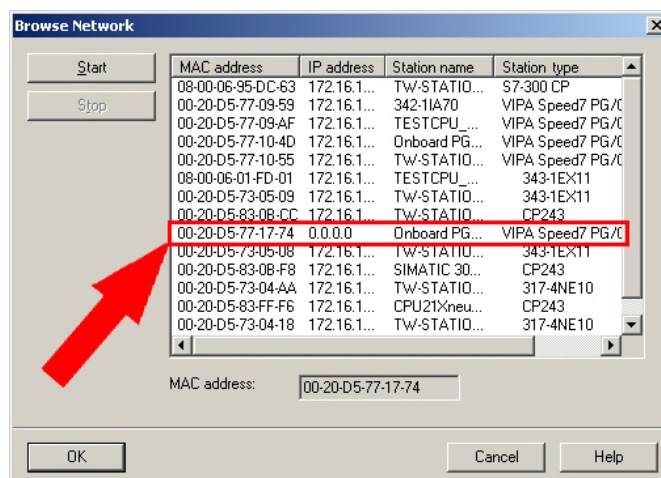 Browse Network
Start
Stop
MAC address IP address Station name Station type
08-00-06-95-DC-63 172.16.1... TW-STATIO... S7-300 CP
00-20-D5-77-09-59 172.16.1... 342-1IA70 VIPA Speed7 PG/
00-20-D5-77-09-AF 172.16.1... TESTCPU_... VIPA Speed7 PG/
00-20-D5-77-10-4D 172.16.1... Onboard PG... VIPA Speed7 PG/
00-20-D5-77-10-55 172.16.1... TW-STATIO... VIPA Speed7 PG/
08-00-06-01-FD-01 172.16.1... TESTCPU_... 343-1EX11
00-20-D5-73-05-09 172.16.1... TW-STATIO... 343-1EX11
00-20-D5-83-0B-CC 172.16.1... TW-STATIO... CP243
00-20-D5-77-17-74 0.0.0.0 Onboard PG... VIPA Speed7 PG/
00-20-D5-73-05-08 172.16.1... TW-STATIO... 343-1EX11
00-20-D5-83-0B-F8 172.16.1... SIMATIC 30... CP243
00-20-D5-73-04-AA 172.16.1... TW-STATIO... 317-4NE10
00-20-D5-83-FF-F6 172.16.1... CPU21Xneu... CP243
00-20-D5-73-04-18 172.16.1... TW-STATIO... 317-4NE10
MAC address: 00-20-D5-77-17-74
OK Cancel Help